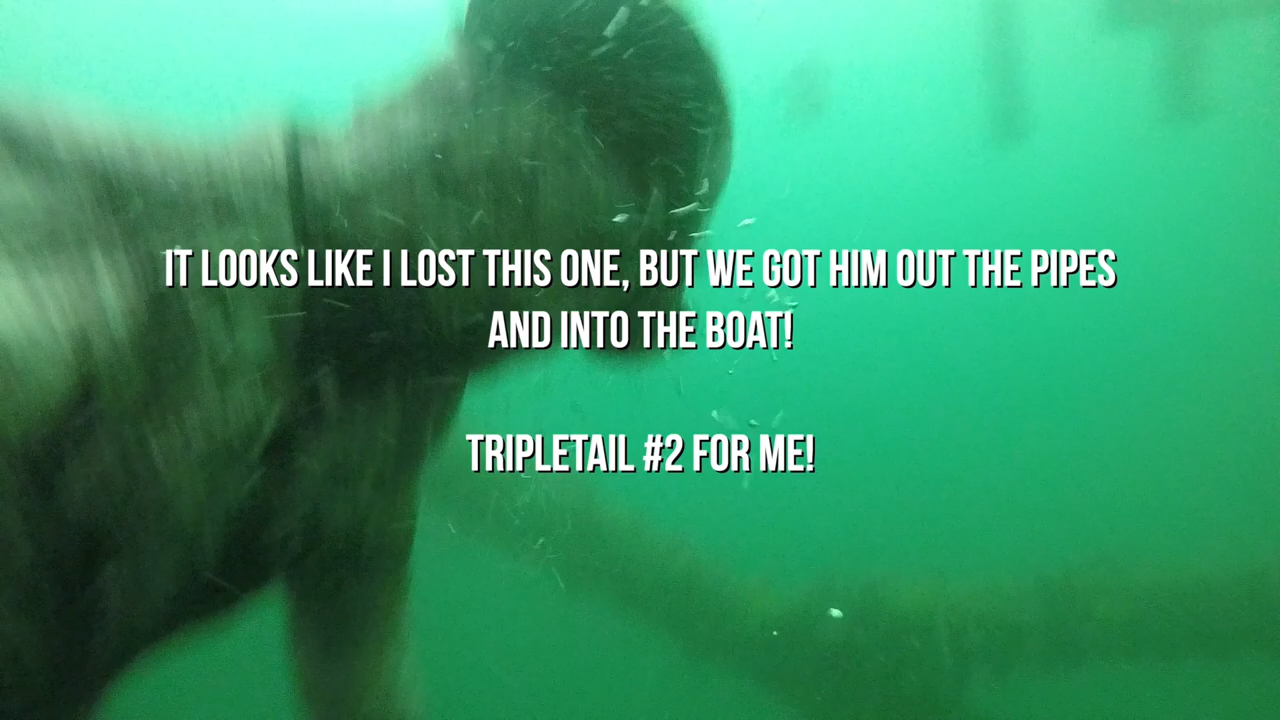 IT LOOKS LIKE I LOST THIS ONE, BUT WE GOT HIM OUT THE PIPES
AND INTO THE BOAT!
TRIPLETAIL #2 FOR ME!